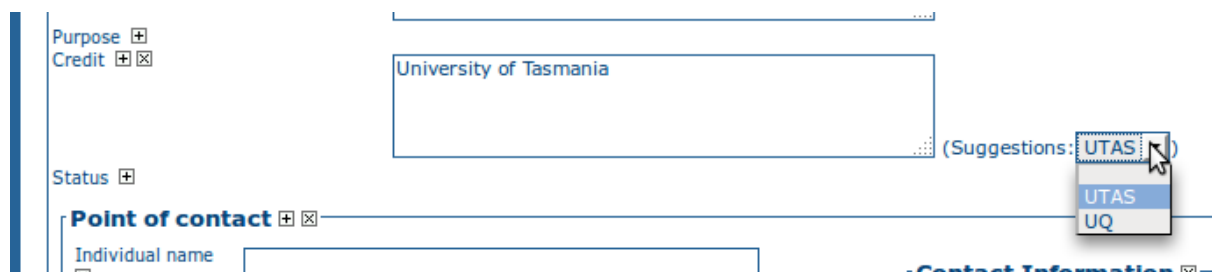 Purpose
Credit
University of Tasmania
(Suggestions: UTAS )
UTAS
UQ
Status
Point of contact
Individual name
Contact Information